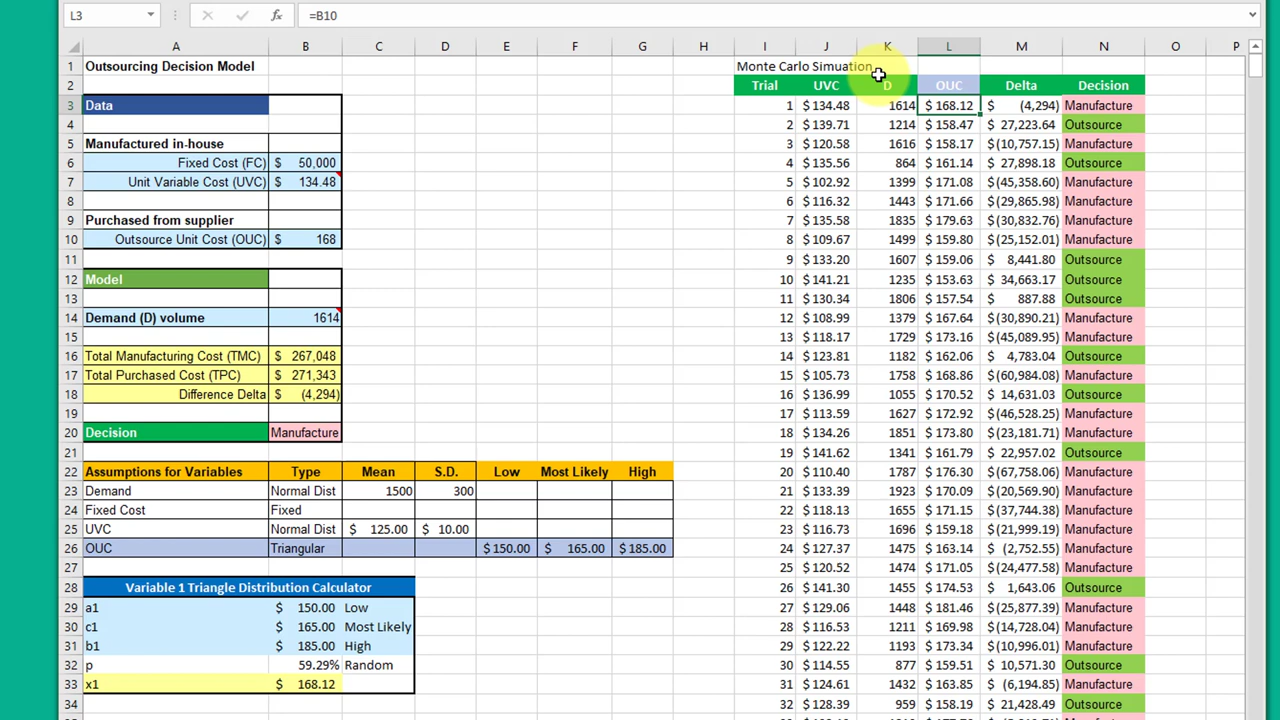 L3 fx =B10
A B C D E F G H I J K L M N O P
1 Outsourcing Decision Model Monte Carlo Simuation
2 Trial UVC D OUC Delta Decision
3 Data 1 $ 134.48 1614 $ 168.12 $ (4,294) Manufacture
4 2 $ 139.71 1214 $ 158.47 $ 27,223.64 Outsource
5 Manufactured in-house 3 $ 120.58 1616 $ 158.17 $ (10,757.15) Manufacture
6 Fixed Cost (FC) $ 50,000 4 $ 135.56 864 $ 161.14 $ 27,898.18 Outsource
7 Unit Variable Cost (UVC) $ 134.48 5 $ 102.92 1399 $ 171.08 $ (45,358.60) Manufacture
8 6 $ 116.32 1443 $ 171.66 $ (29,865.98) Manufacture
9 Purchased from supplier 7 $ 135.58 1835 $ 179.63 $ (30,832.76) Manufacture
10 Outsource Unit Cost (OUC) $ 168 8 $ 109.67 1499 $ 159.80 $ (25,152.01) Manufacture
11 9 $ 133.20 1607 $ 159.06 $ 8,441.80 Outsource
12 Model 10 $ 141.21 1235 $ 153.63 $ 34,663.17 Outsource
13 11 $ 130.34 1806 $ 157.54 $ 887.88 Outsource
14 Demand (D) volume 1614 12 $ 108.99 1379 $ 167.64 $ (30,890.21) Manufacture
15 13 $ 118.17 1729 $ 173.16 $ (45,089.95) Manufacture
16 Total Manufacturing Cost (TMC) $ 267,048 14 $ 123.81 1182 $ 162.06 $ 4,783.04 Outsource
17 Total Purchased Cost (TPC) $ 271,343 15 $ 105.73 1758 $ 168.86 $ (60,984.08) Manufacture
18 Difference Delta $ (4,294) 16 $ 136.99 1055 $ 170.52 $ 14,631.03 Outsource
19 17 $ 113.59 1627 $ 172.92 $ (46,528.25) Manufacture
20 Decision Manufacture 18 $ 134.26 1851 $ 173.80 $ (23,181.71) Manufacture
21 19 $ 141.62 1341 $ 161.79 $ 22,957.02 Outsource
22 Assumptions for Variables Type Mean S.D. Low Most Likely High 20 $ 110.40 1787 $ 176.30 $ (67,758.06) Manufacture
23 Demand Normal Dist 1500 300 21 $ 133.39 1923 $ 170.09 $ (20,569.90) Manufacture
24 Fixed Cost Fixed 22 $ 118.13 1655 $ 171.15 $ (37,744.38) Manufacture
25 UVC Normal Dist $ 125.00 $ 10.00 23 $ 116.73 1696 $ 159.18 $ (21,999.19) Manufacture
26 OUC Triangular $ 150.00 $ 165.00 $ 185.00 24 $ 127.37 1475 $ 163.14 $ (2,752.55) Manufacture
27 25 $ 120.52 1474 $ 171.05 $ (24,477.58) Manufacture
28 Variable 1 Triangle Distribution Calculator 26 $ 141.30 1455 $ 174.53 $ 1,643.06 Outsource
29 a1 $ 150.00 Low 27 $ 129.06 1448 $ 181.46 $ (25,877.39) Manufacture
30 c1 $ 165.00 Most Likely 28 $ 116.53 1211 $ 169.98 $ (14,728.04) Manufacture
31 b1 $ 185.00 High 29 $ 122.22 1193 $ 173.34 $ (10,996.01) Manufacture
32 p 59.29% Random 30 $ 114.55 877 $ 159.51 $ 10,571.30 Outsource
33 x1 $ 168.12 31 $ 124.61 1432 $ 163.85 $ (6,194.85) Manufacture
34 32 $ 128.39 959 $ 158.19 $ 21,428.49 Outsource